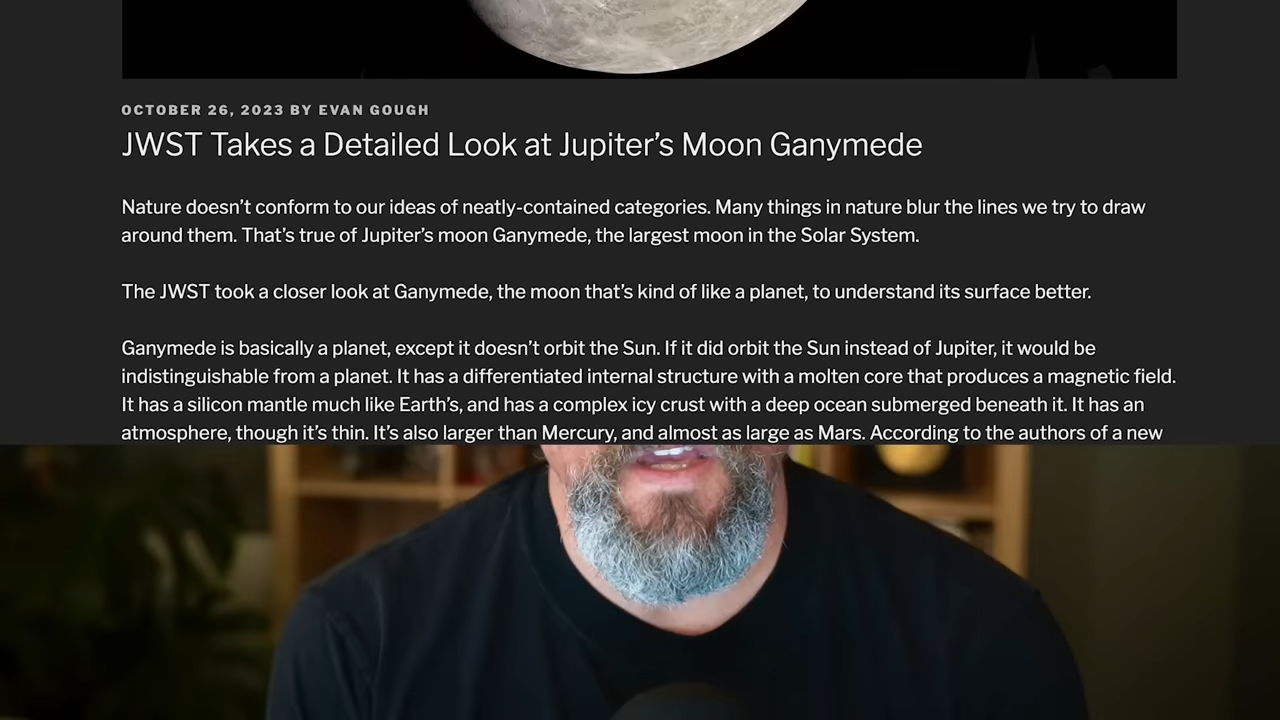 OCTOBER 26, 2023 BY EVAN GOUGH
JWST Takes a Detailed Look at Jupiter’s Moon Ganymede
Nature doesn’t conform to our ideas of neatly-contained categories. Many things in nature blur the lines we try to draw
around them. That’s true of Jupiter’s moon Ganymede, the largest moon in the Solar System.
The JWST took a closer look at Ganymede, the moon that’s kind of like a planet, to understand its surface better.
Ganymede is basically a planet, except it doesn’t orbit the Sun. If it did orbit the Sun instead of Jupiter, it would be
indistinguishable from a planet. It has a differentiated internal structure with a molten core that produces a magnetic field.
It has a silicon mantle much like Earth’s, and has a complex icy crust with a deep ocean submerged beneath it. It has an
atmosphere, though it’s thin. It’s also larger than Mercury, and almost as large as Mars. According to the authors of a new